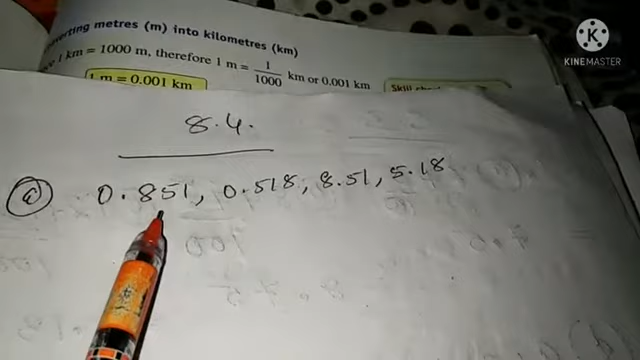 converting metres (m) into kilometres (km)
1 km = 1000 m, therefore 1 m = 1/1000 km or 0.001 km
1 m = 0.001 km
K
KINEMASTER
8.4.
a 0.851, 0.518, 8.51, 5.18